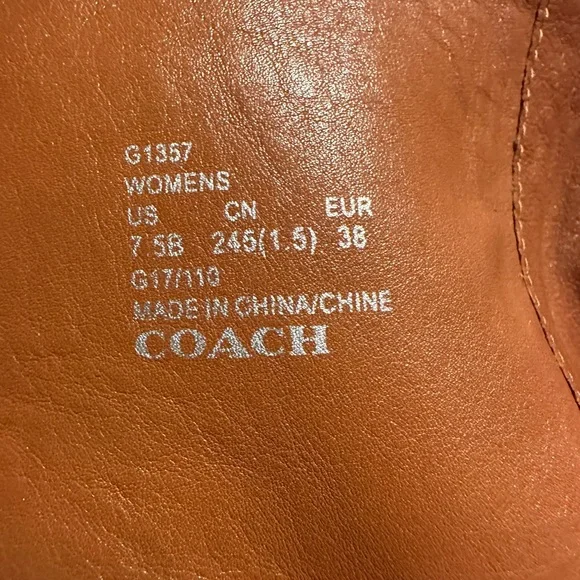 G1357
WOMENS
US CN EUR
7.5B 245(1.5) 38
G17/110
MADE IN CHINA/CHINE
COACH